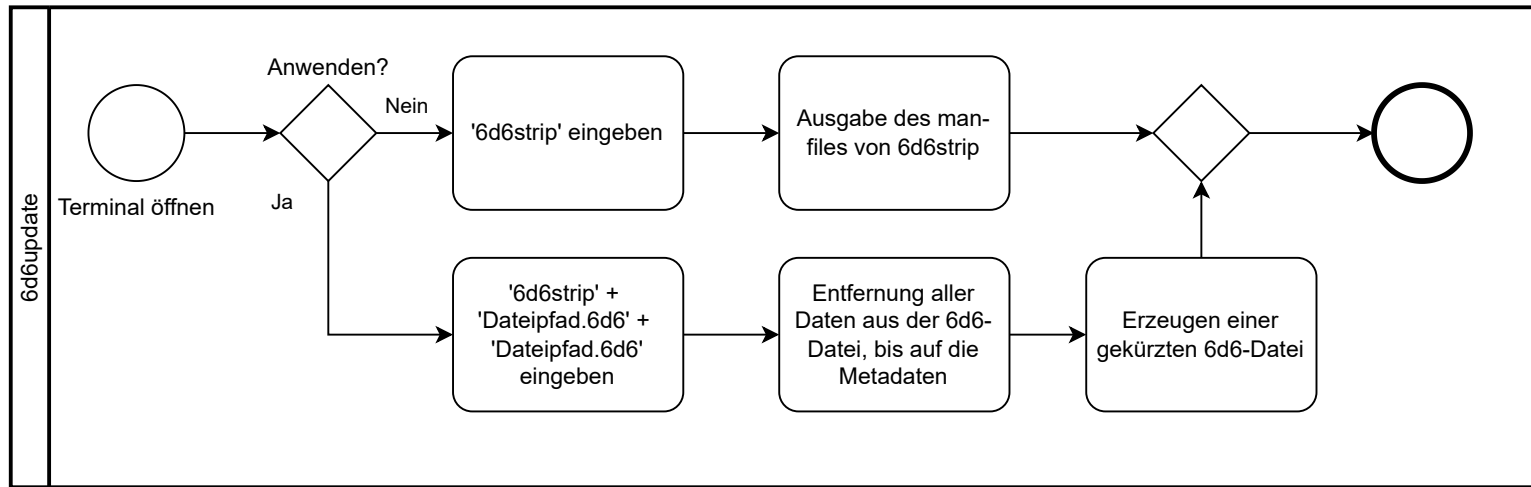 6d6update
Terminal öffnen
Anwenden?
Nein
Ja
'6d6strip' eingeben
Ausgabe des man-
files von 6d6strip
'6d6strip' +
'Dateipfad.6d6' +
'Dateipfad.6d6'
eingeben
Entfernung aller
Daten aus der 6d6-
Datei, bis auf die
Metadaten
Erzeugen einer
gekürzten 6d6-Datei